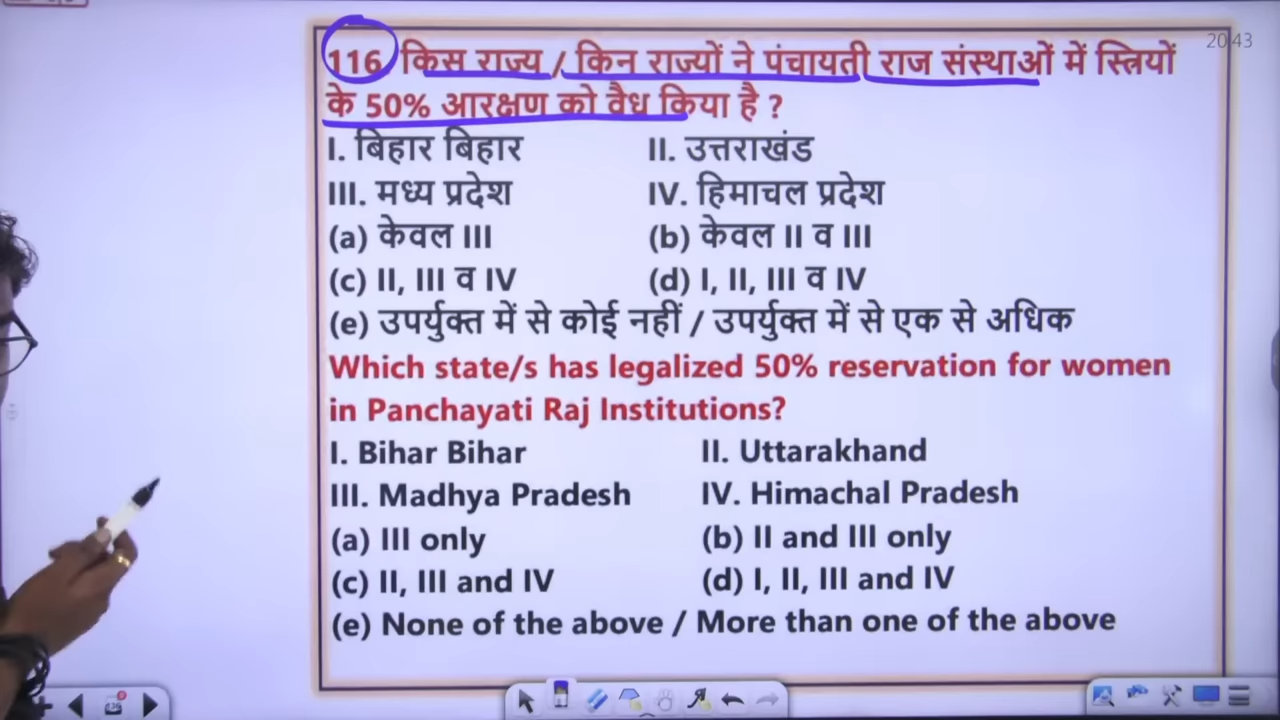 20:43
116 किस राज्य / किन राज्यों ने पंचायती राज संस्थाओं में स्त्रियों
के 50% आरक्षण को वैध किया है ?
I. बिहार बिहार II. उत्तराखंड
III. मध्य प्रदेश IV. हिमाचल प्रदेश
(a) केवल III (b) केवल II व III
(c) II, III व IV (d) I, II, III व IV
(e) उपर्युक्त में से कोई नहीं / उपर्युक्त में से एक से अधिक
Which state/s has legalized 50% reservation for women
in Panchayati Raj Institutions?
I. Bihar Bihar II. Uttarakhand
III. Madhya Pradesh IV. Himachal Pradesh
(a) III only (b) II and III only
(c) II, III and IV (d) I, II, III and IV
(e) None of the above / More than one of the above